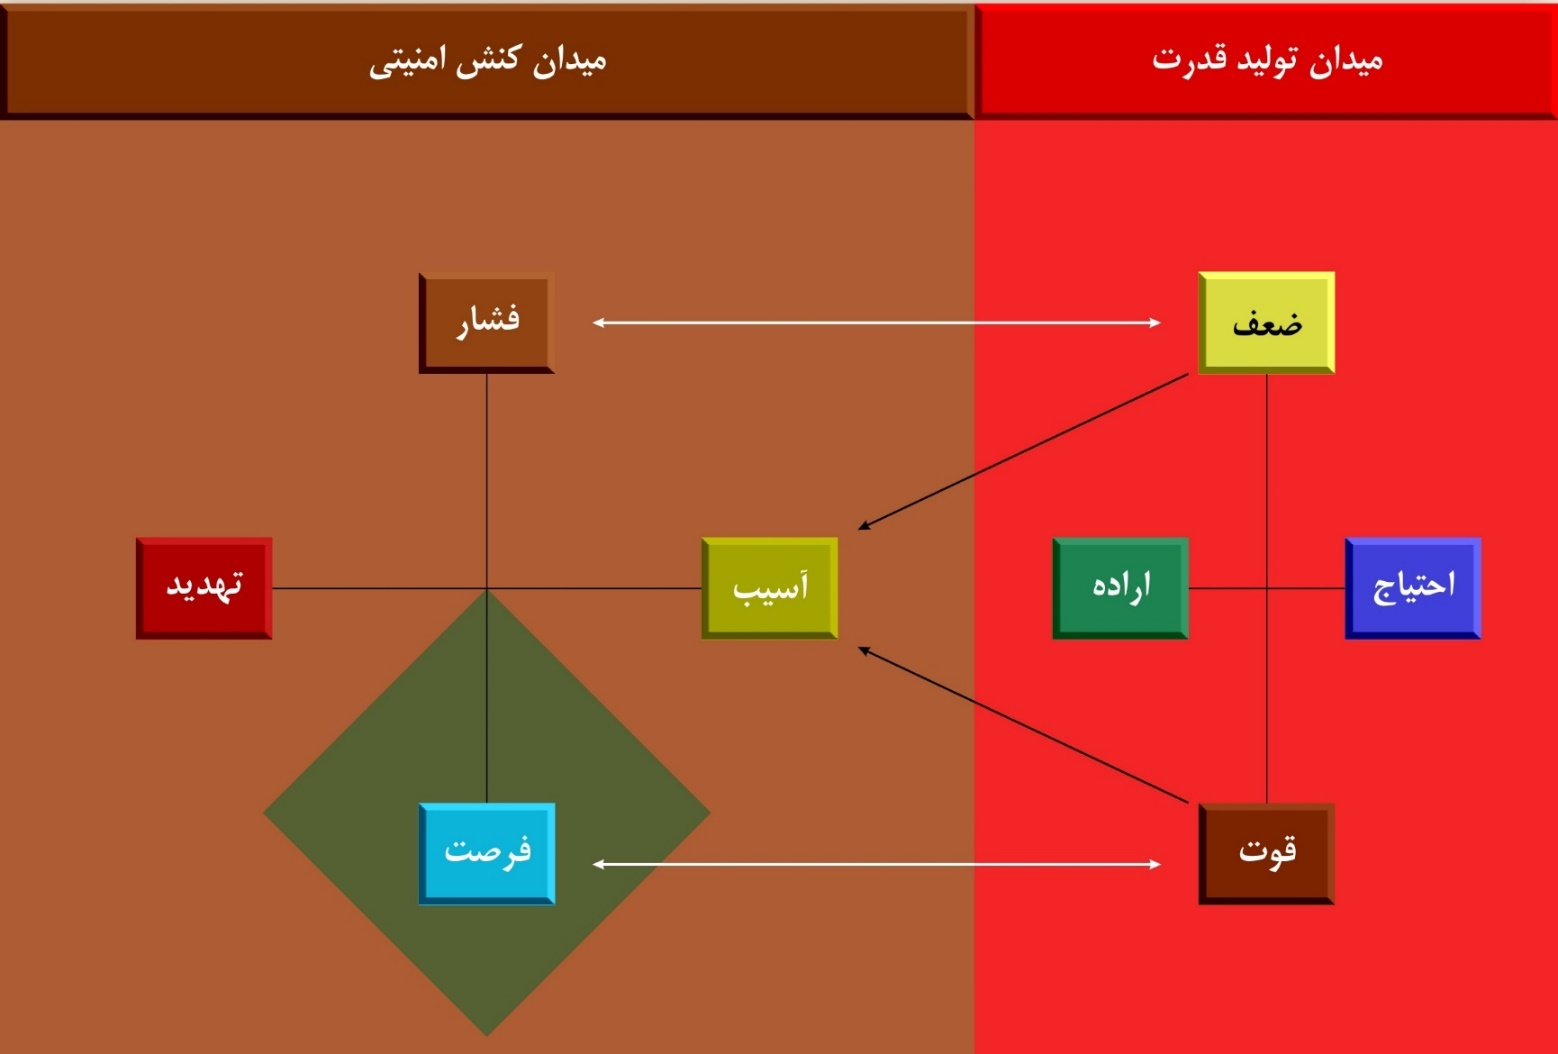 میدان تولید قدرت
میدان کنش امنیتی
ضعف
فشار
احتیاج
اراده
آسیب
تهدید
قوت
فرصت